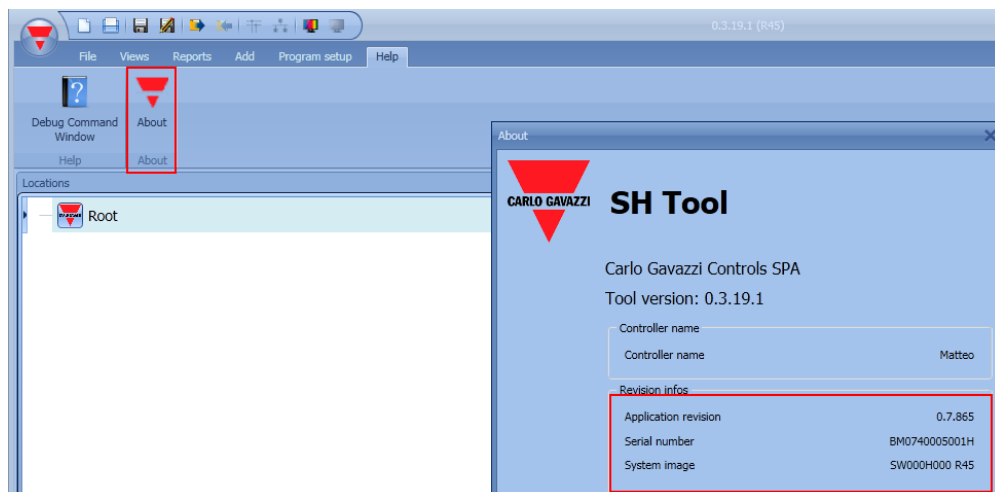 0.3.19.1 (R45)
File Views Reports Add Program setup Help
?
Debug Command Window
About
Help
About
Locations
Root
About
CARLO GAVAZZI
SH Tool
Carlo Gavazzi Controls SPA
Tool version: 0.3.19.1
Controller name
Controller name Matteo
Revision infos
Application revision 0.7.865
Serial number BM0740005001H
System image SW000H000 R45